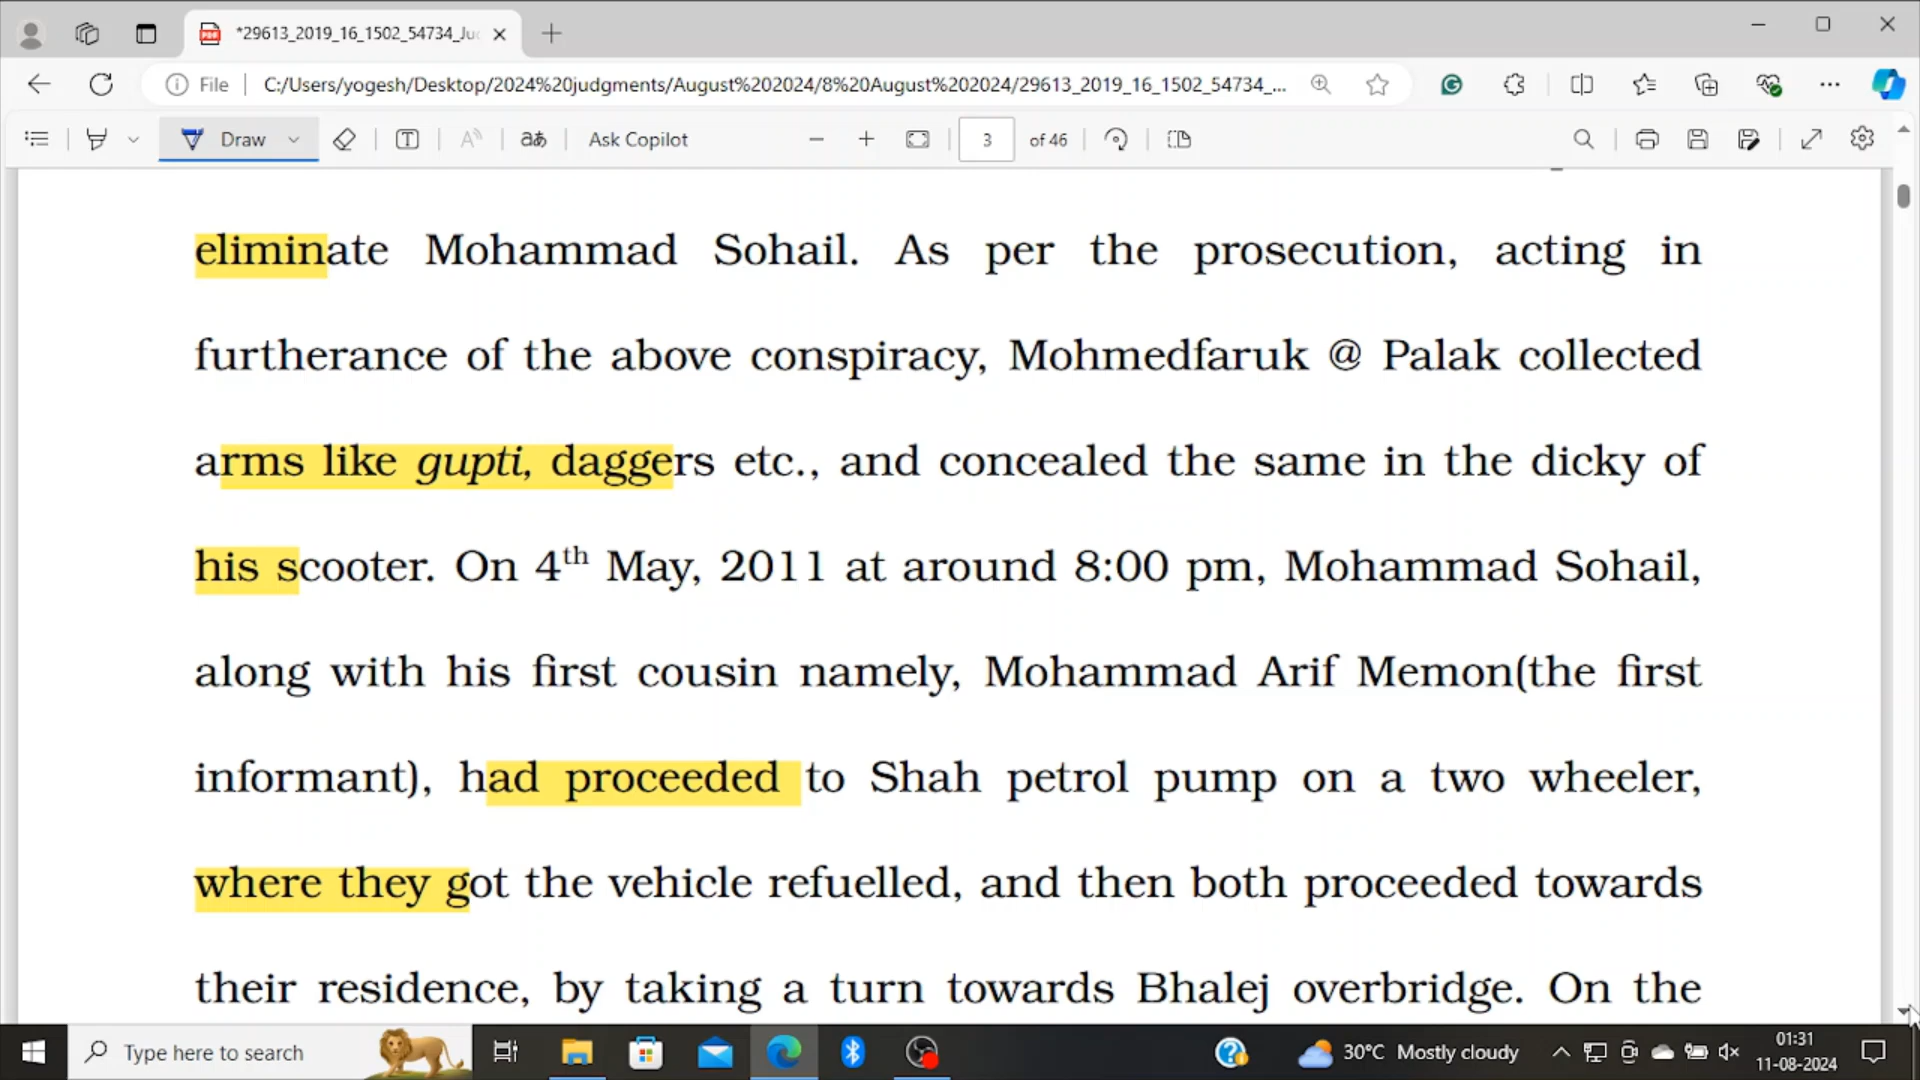 *29613_2019_16_1502_54734_Ju
File
C:/Users/yogesh/Desktop/2024%20judgments/August%202024/8%20August%202024/29613_2019_16_1502_54734_...
Draw
Ask Copilot
3 of 46
eliminate Mohammad Sohail. As per the prosecution, acting in
furtherance of the above conspiracy, Mohmedfaruk @ Palak collected
arms like gupti, daggers etc., and concealed the same in the dicky of
his scooter. On 4th May, 2011 at around 8:00 pm, Mohammad Sohail,
along with his first cousin namely, Mohammad Arif Memon(the first
informant), had proceeded to Shah petrol pump on a two wheeler,
where they got the vehicle refuelled, and then both proceeded towards
their residence, by taking a turn towards Bhalej overbridge. On the
Type here to search
30°C Mostly cloudy
01:31
11-08-2024